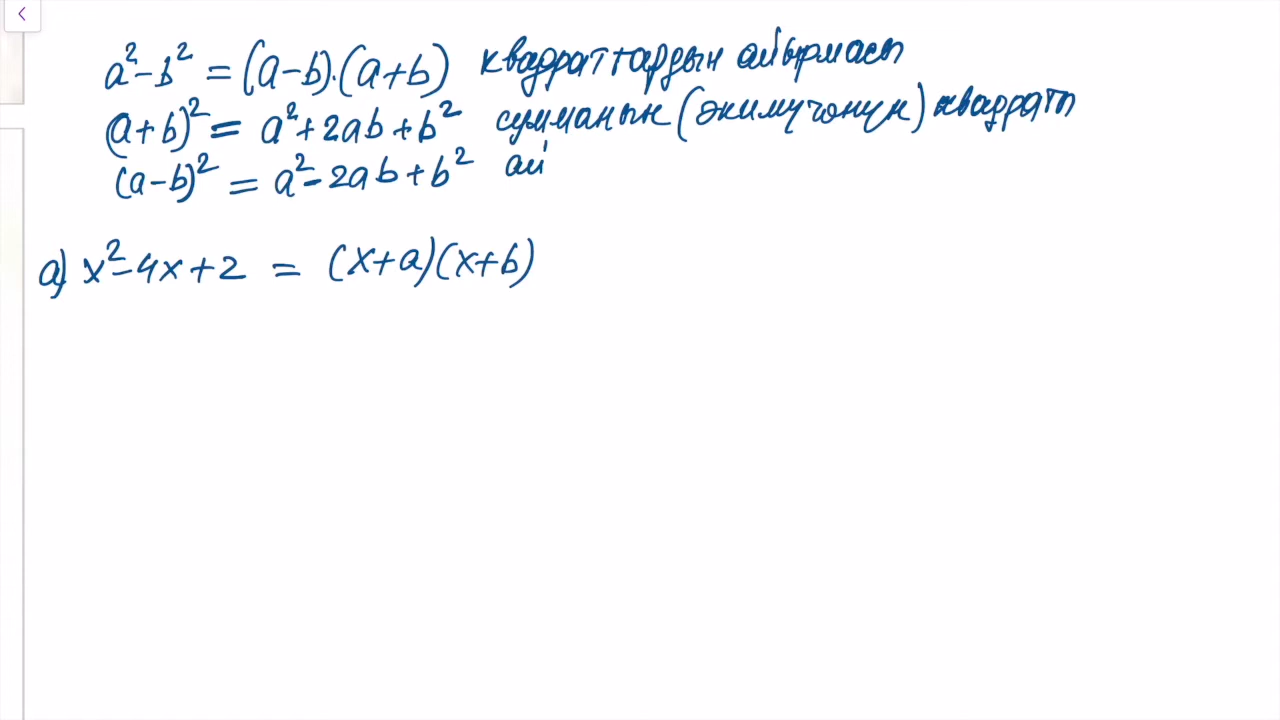 a² - b² = (a-b)·(a+b) квадраттардын айырмасы
(a+b)² = a² + 2ab + b² сумманын (экимүчөнүн) квадраты
(a-b)² = a² - 2ab + b² ай
a) x² - 4x + 2 = (x+a)(x+b)